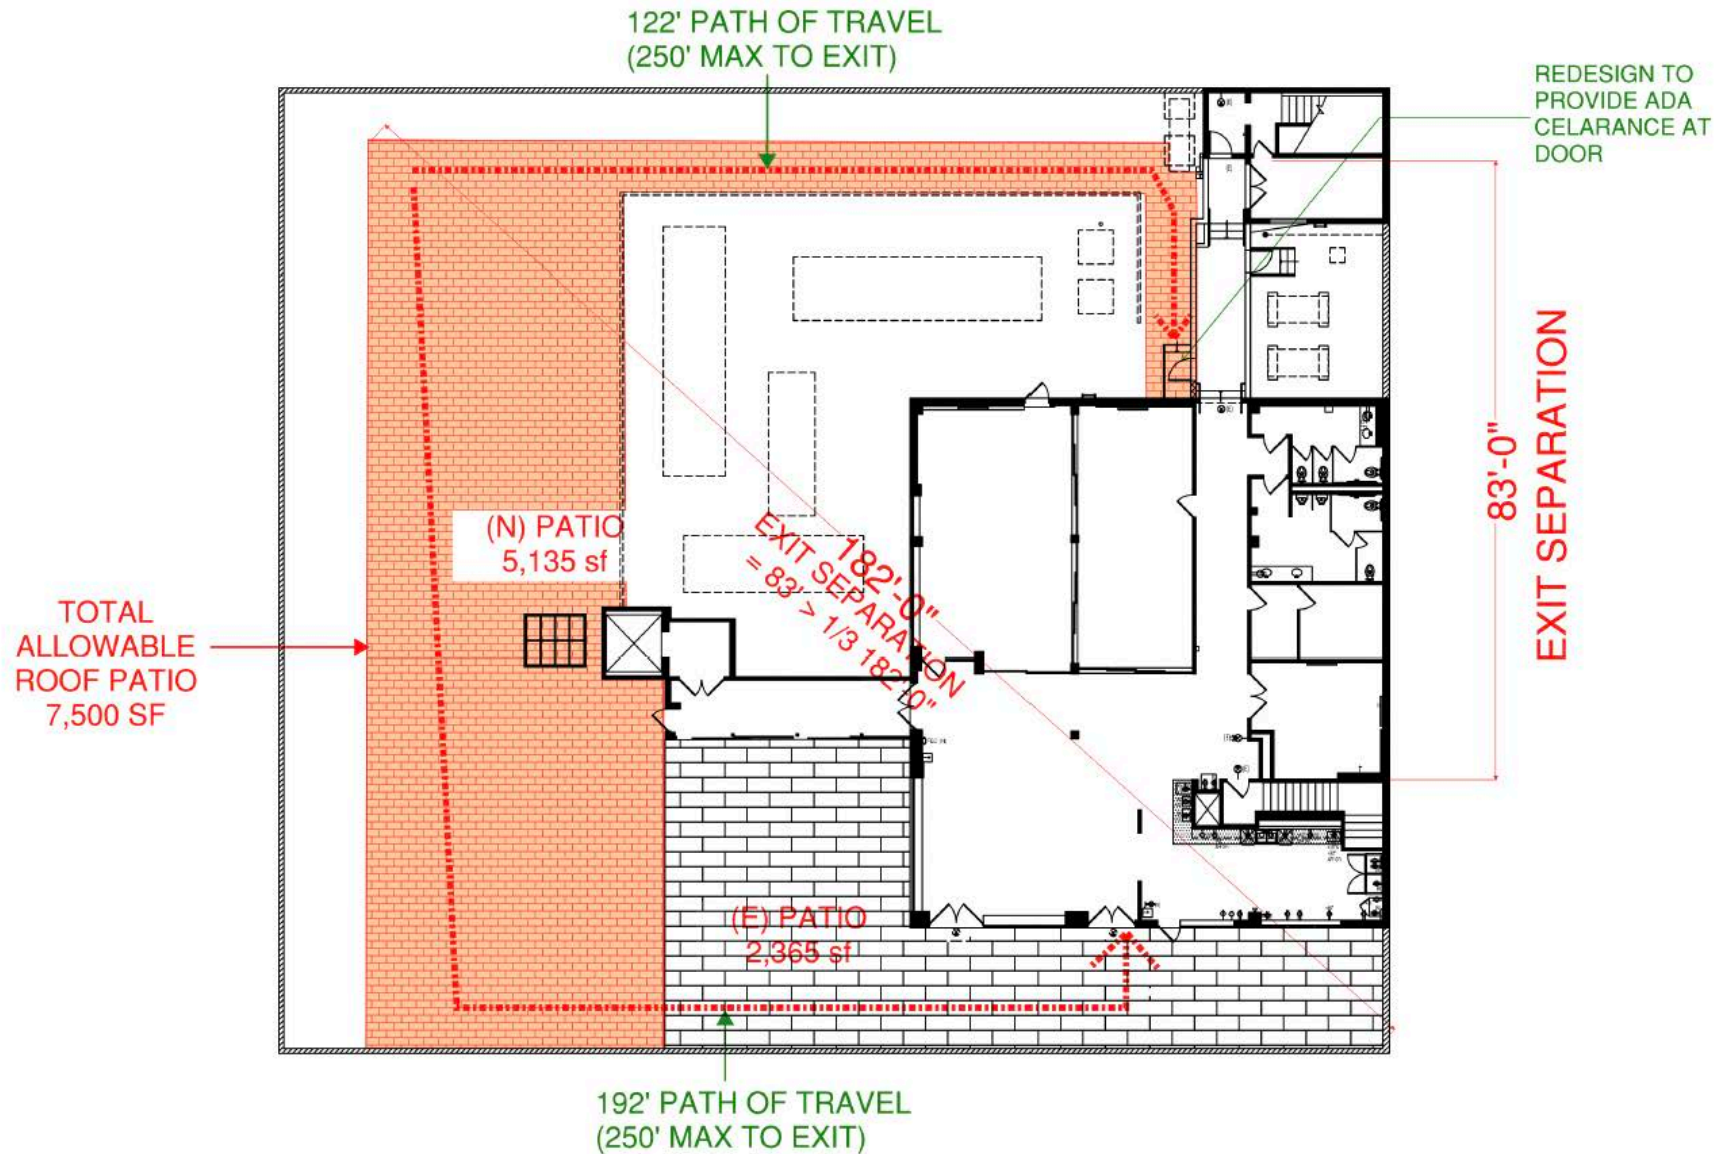 122' PATH OF TRAVEL
(250' MAX TO EXIT)
REDESIGN TO
PROVIDE ADA
CELARANCE AT
DOOR
(N) PATIO
5,135 sf
182'-0"
EXIT SEPARATION
= 83' > 1/3 182'-0"
83'-0"
EXIT SEPARATION
TOTAL
ALLOWABLE
ROOF PATIO
7,500 SF
(E) PATIO
2,365 sf
192' PATH OF TRAVEL
(250' MAX TO EXIT)